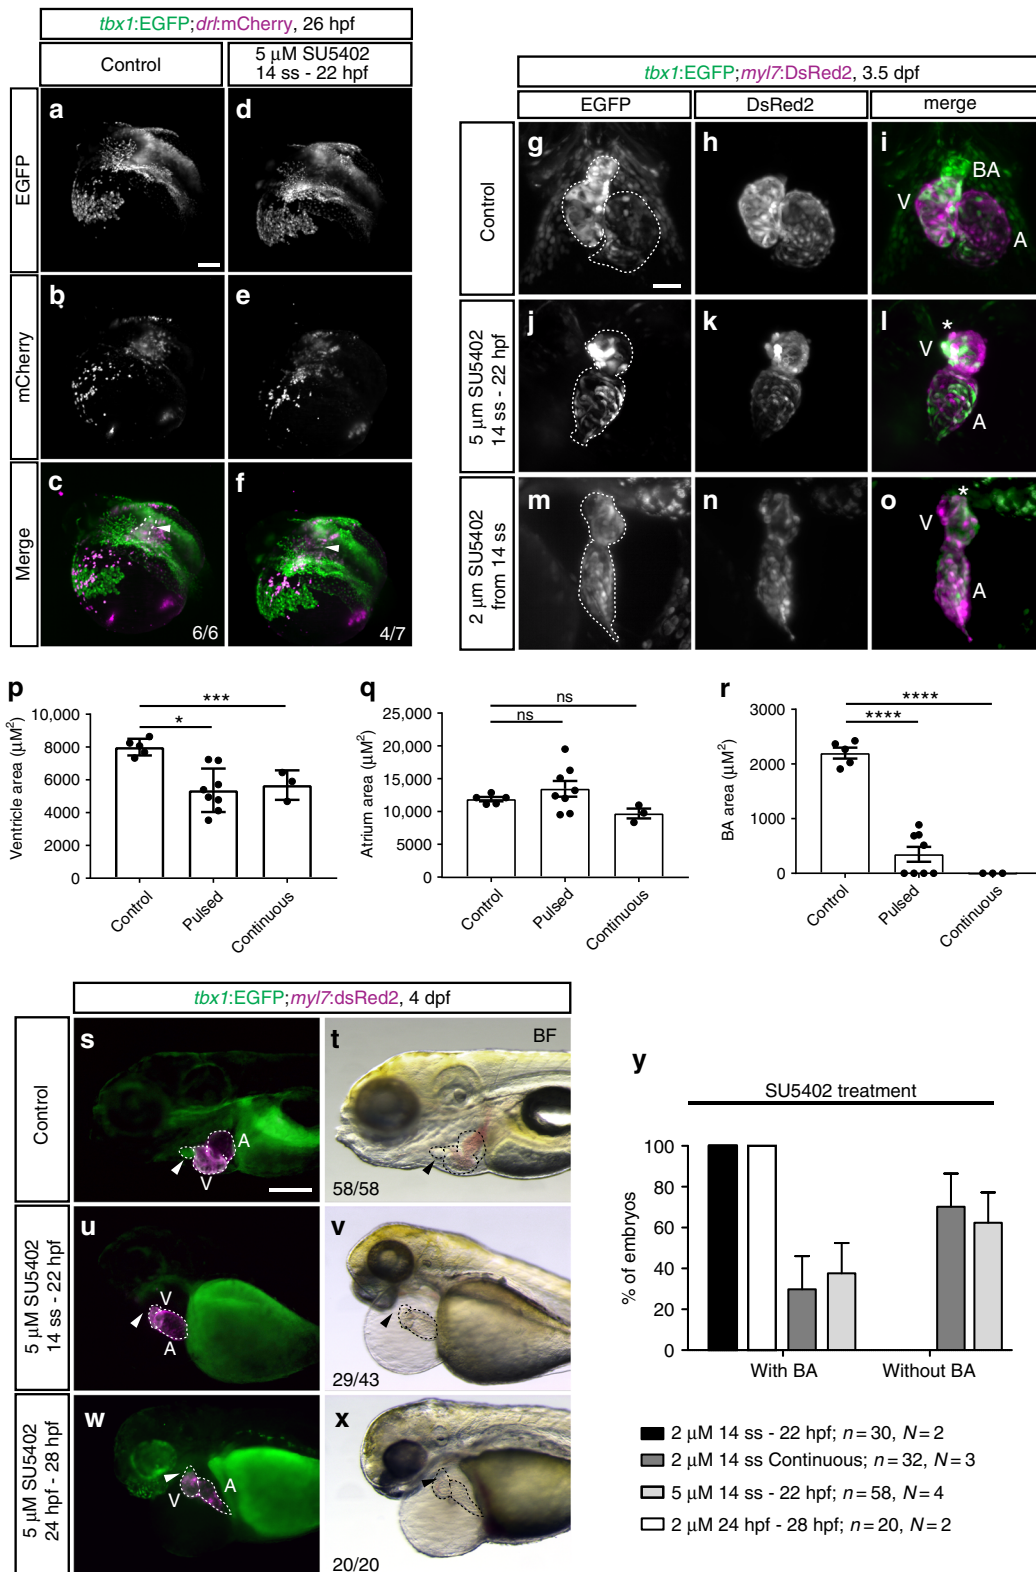 tbx1:EGFP;drl:mCherry, 26 hpf
Control
5 μM SU5402
14 ss - 22 hpf
EGFP
mCherry
Merge
a
d
b
e
c
f
6/6
4/7
tbx1:EGFP;myl7:DsRed2, 3.5 dpf
EGFP
DsRed2
merge
Control
5 μm SU5402
14 ss - 22 hpf
2 μm SU5402
from 14 ss
g
h
i
BA
V
A
j
k
l
*
V
A
m
n
o
*
V
A
p
***
*
10,000
8000
6000
4000
2000
0
Ventricle area (μM²)
Control
Pulsed
Continuous
q
ns
ns
25,000
20,000
15,000
10,000
5000
0
Atrium area (μM²)
Control
Pulsed
Continuous
r
****
****
3000
2000
1000
0
BA area (μM²)
Control
Pulsed
Continuous
tbx1:EGFP;myl7:dsRed2, 4 dpf
Control
5 μM SU5402
14 ss - 22 hpf
5 μM SU5402
24 hpf - 28 hpf
s
A
V
t
BF
58/58
u
V
A
v
29/43
w
A
V
x
20/20
y
SU5402 treatment
100
80
60
40
20
0
% of embryos
With BA
Without BA
2 μM 14 ss - 22 hpf; n = 30, N = 2
2 μM 14 ss Continuous; n = 32, N = 3
5 μM 14 ss - 22 hpf; n = 58, N = 4
2 μM 24 hpf - 28 hpf; n = 20, N = 2